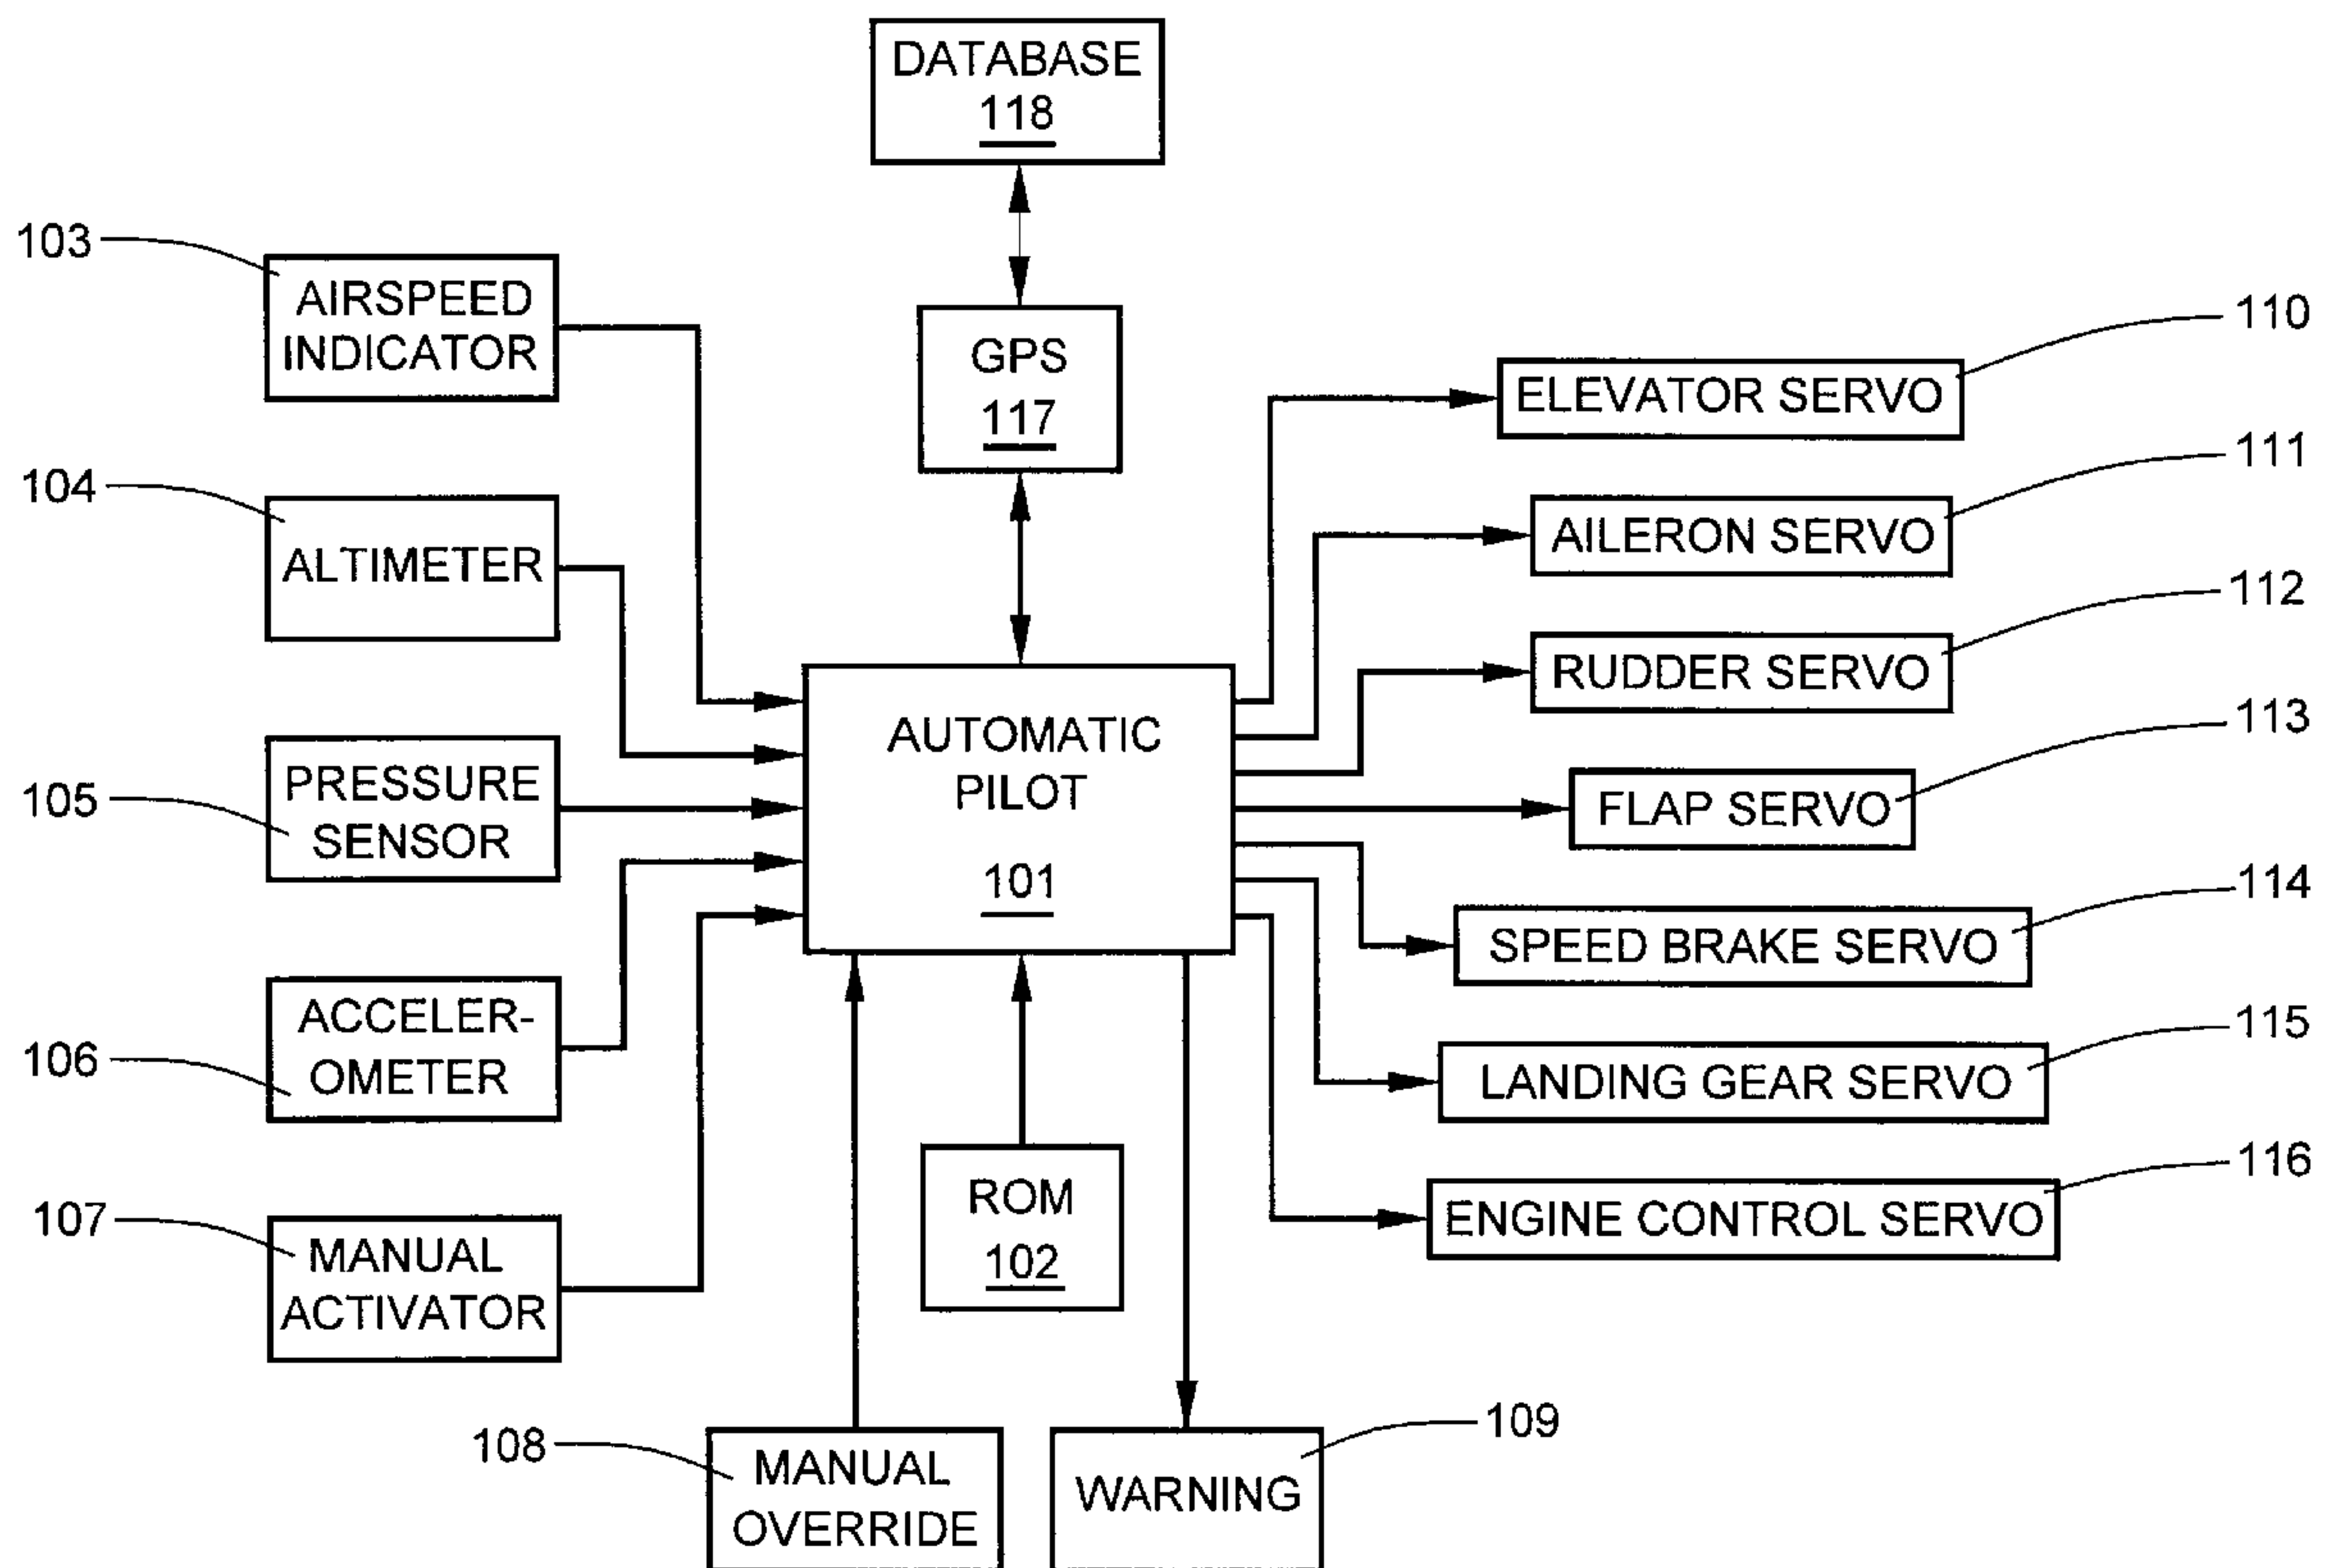 DATABASE
118
103
AIRSPEED
INDICATOR
GPS
117
110
ELEVATOR SERVO
104
ALTIMETER
111
AILERON SERVO
112
RUDDER SERVO
105
PRESSURE
SENSOR
AUTOMATIC
PILOT
101
113
FLAP SERVO
114
SPEED BRAKE SERVO
106
ACCELER-
OMETER
115
LANDING GEAR SERVO
107
MANUAL
ACTIVATOR
ROM
102
116
ENGINE CONTROL SERVO
108
MANUAL
OVERRIDE
109
WARNING